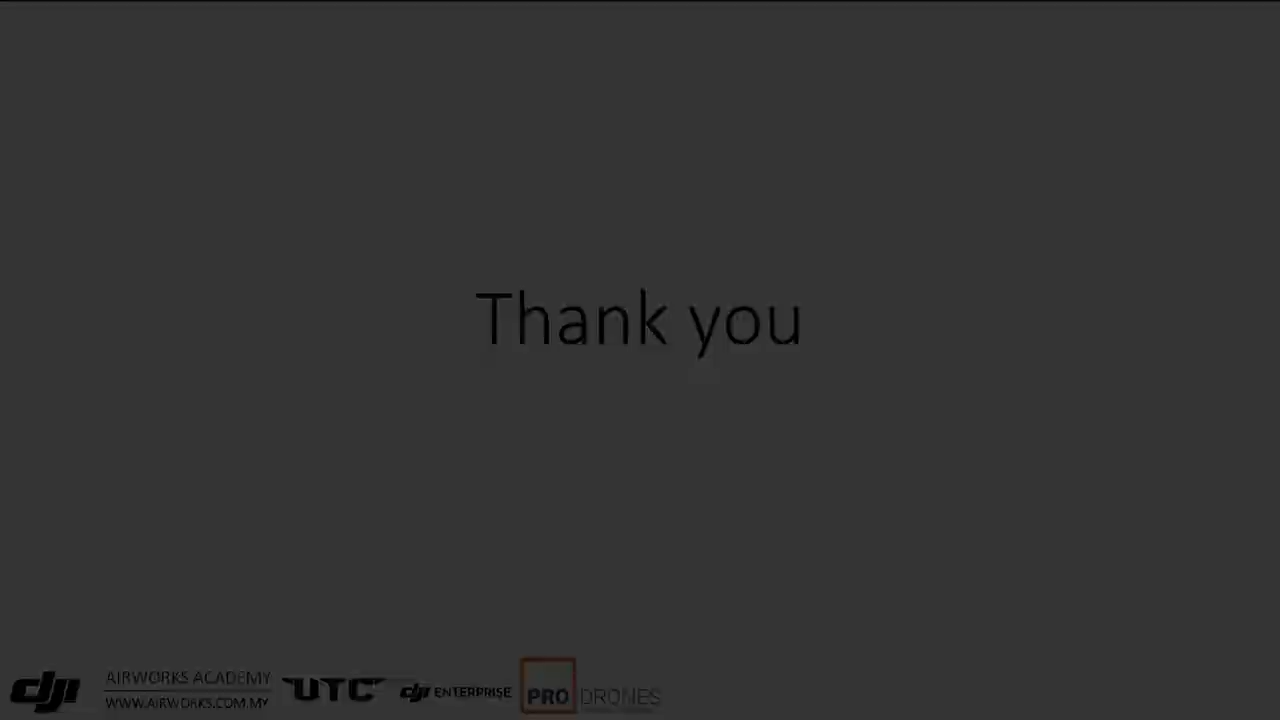 Thank you
dji
AIRWORKS ACADEMY
WWW.AIRWORKS.COM.MY
UTC
dji ENTERPRISE
PRO DRONES